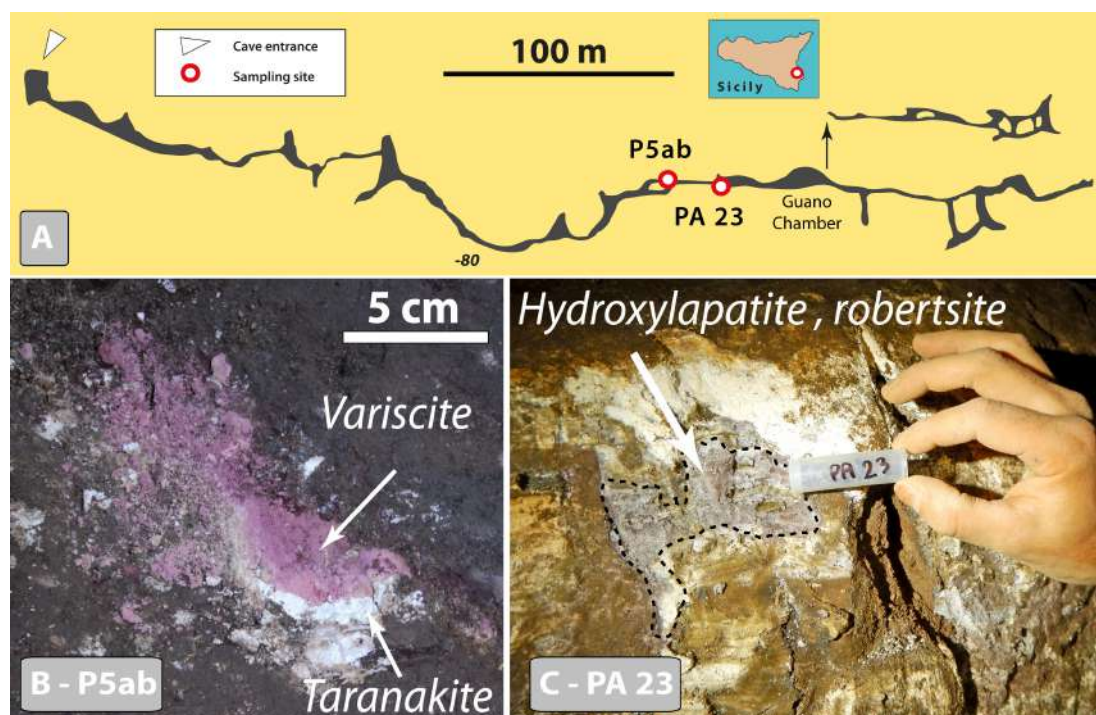 Cave entrance
Sampling site
100 m
Sicily
P5ab
PA 23
Guano
Chamber
-80
A
5 cm
Variscite
Taranakite
B - P5ab
Hydroxylapatite , robertsite
PA 23
C - PA 23